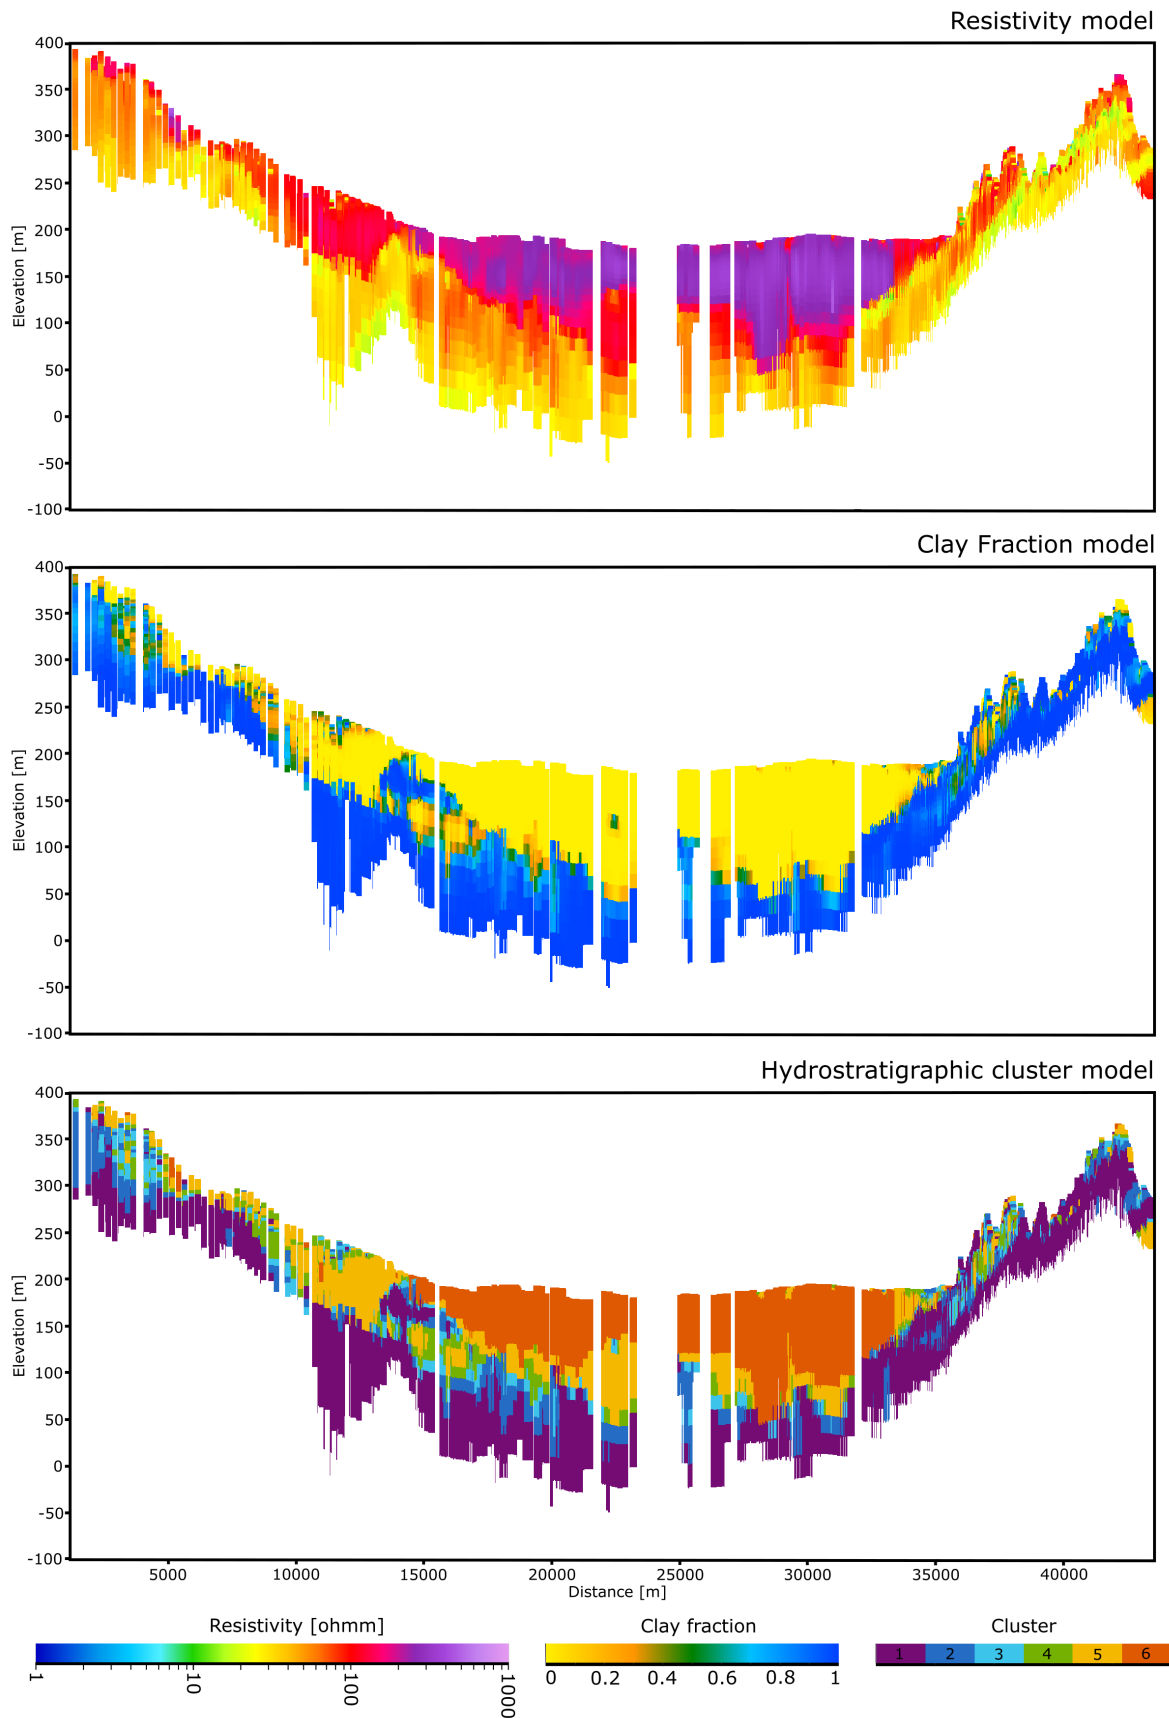 Resistivity model
400
350
300
250
200
150
100
50
0
-50
-100
Elevation [m]
Clay Fraction model
400
350
300
250
200
150
100
50
0
-50
-100
Elevation [m]
Hydrostratigraphic cluster model
400
350
300
250
200
150
100
50
0
-50
-100
Elevation [m]
5000 10000 15000 20000 25000 30000 35000 40000
Distance [m]
Resistivity [ohmm]
1 10 100 1000
Clay fraction
0 0.2 0.4 0.6 0.8 1
Cluster
1 2 3 4 5 6